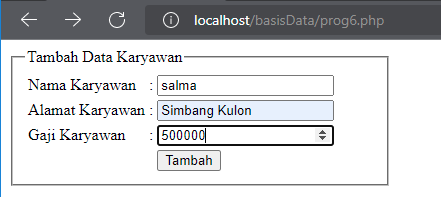 localhost/basisData/prog6.php
Tambah Data Karyawan
Nama Karyawan : salma
Alamat Karyawan : Simbang Kulon
Gaji Karyawan : 500000
Tambah